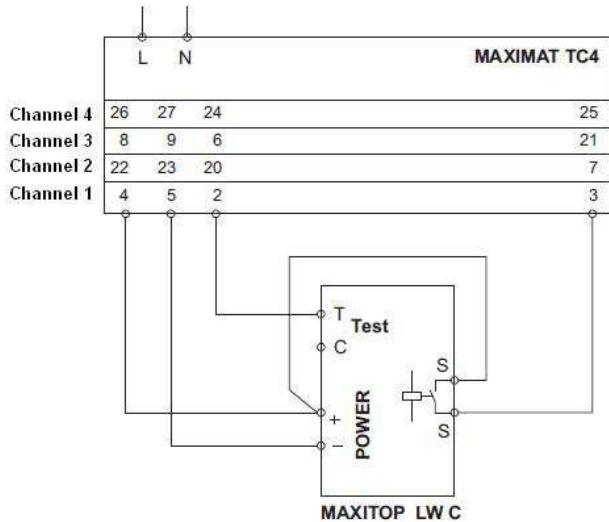 L N MAXIMAT TC4
Channel 4 26 27 24 25
Channel 3 8 9 6 21
Channel 2 22 23 20 7
Channel 1 4 5 2 3
T Test
C
S
+
POWER
S
−
MAXITOP LW C